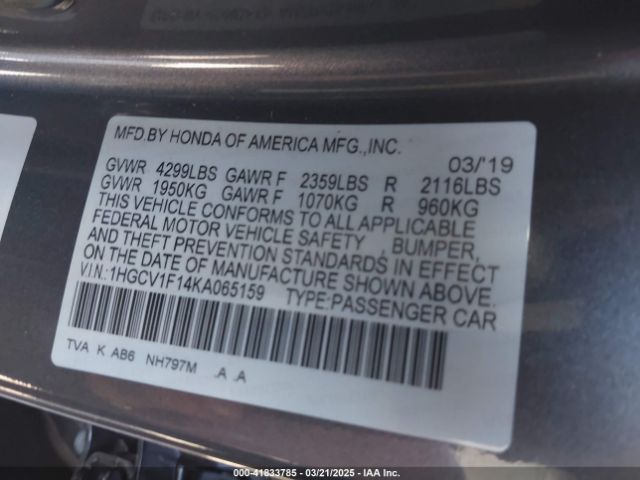 MFD.BY HONDA OF AMERICA MFG.,INC.
03/'19
GVWR 4299LBS GAWR F 2359LBS R 2116LBS
GVWR 1950KG GAWR F 1070KG R 960KG
THIS VEHICLE CONFORMS TO ALL APPLICABLE
FEDERAL MOTOR VEHICLE SAFETY , BUMPER,
AND THEFT PREVENTION STANDARDS IN EFFECT
ON THE DATE OF MANUFACTURE SHOWN ABOVE.
V.I.N.:1HGCV1F14KA065159 TYPE:PASSENGER CAR
TVA K AB6 NH797M .A .A
00-41833785 - 03/21/2025 - IAA Inc.